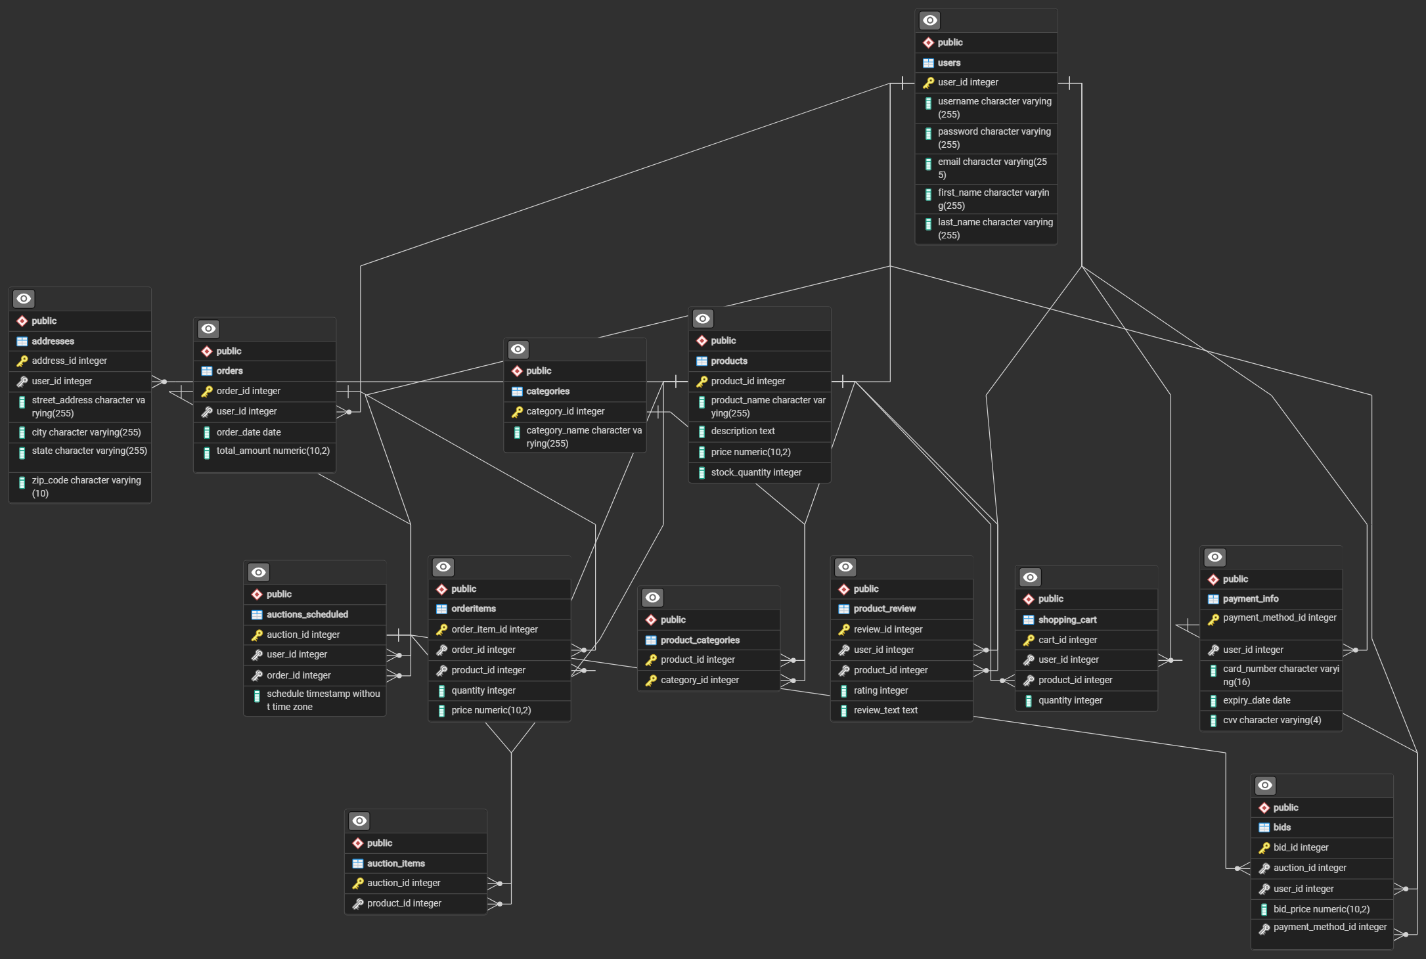 public
users
user_id integer
username character varying
(255)
password character varying
(255)
email character varying(25
5)
first_name character varyin
g(255)
last_name character varying
(255)
public
addresses
address_id integer
user_id integer
street_address character va
rying(255)
city character varying(255)
state character varying(255)
zip_code character varying
(10)
public
orders
order_id integer
user_id integer
order_date date
total_amount numeric(10,2)
public
categories
category_id integer
category_name character va
rying(255)
public
products
product_id integer
product_name character var
ying(255)
description text
price numeric(10,2)
stock_quantity integer
public
auctions_scheduled
auction_id integer
user_id integer
order_id integer
schedule timestamp withou
t time zone
public
orderitems
order_item_id integer
order_id integer
product_id integer
quantity integer
price numeric(10,2)
public
product_categories
product_id integer
category_id integer
public
product_review
review_id integer
user_id integer
product_id integer
rating integer
review_text text
public
shopping_cart
cart_id integer
user_id integer
product_id integer
quantity integer
public
payment_info
payment_method_id integer
user_id integer
card_number character varyi
ng(16)
expiry_date date
cvv character varying(4)
public
auction_items
auction_id integer
product_id integer
public
bids
bid_id integer
auction_id integer
user_id integer
bid_price numeric(10,2)
payment_method_id integer